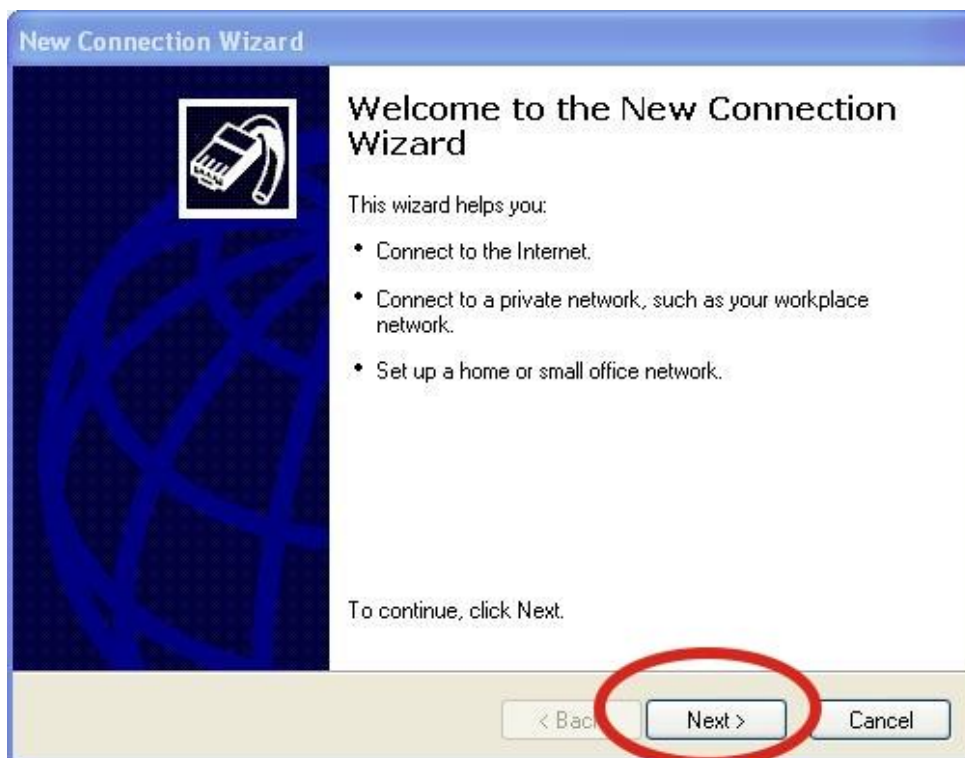 New Connection Wizard
Welcome to the New Connection
Wizard
This wizard helps you:
• Connect to the Internet.
• Connect to a private network, such as your workplace
network.
• Set up a home or small office network.
To continue, click Next.
< Back Next > Cancel